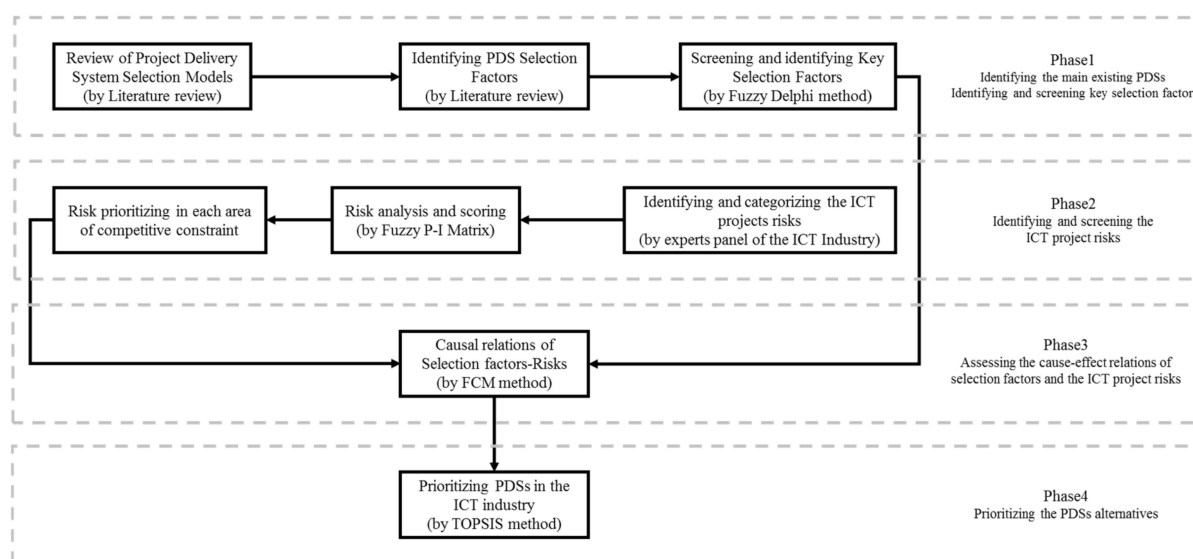 Review of Project Delivery
System Selection Models
(by Literature review)
Identifying PDS Selection
Factors
(by Literature review)
Screening and identifying Key
Selection Factors
(by Fuzzy Delphi method)
Phase1
Identifying the main existing PDSs
Identifying and screening key selection factor
Risk prioritizing in each area
of competitive constraint
Risk analysis and scoring
(by Fuzzy P-I Matrix)
Identifying and categorizing the ICT
projects risks
(by experts panel of the ICT Industry)
Phase2
Identifying and screening the
ICT project risks
Causal relations of
Selection factors-Risks
(by FCM method)
Phase3
Assessing the cause-effect relations of
selection factors and the ICT project risks
Prioritizing PDSs in the
ICT industry
(by TOPSIS method)
Phase4
Prioritizing the PDSs alternatives